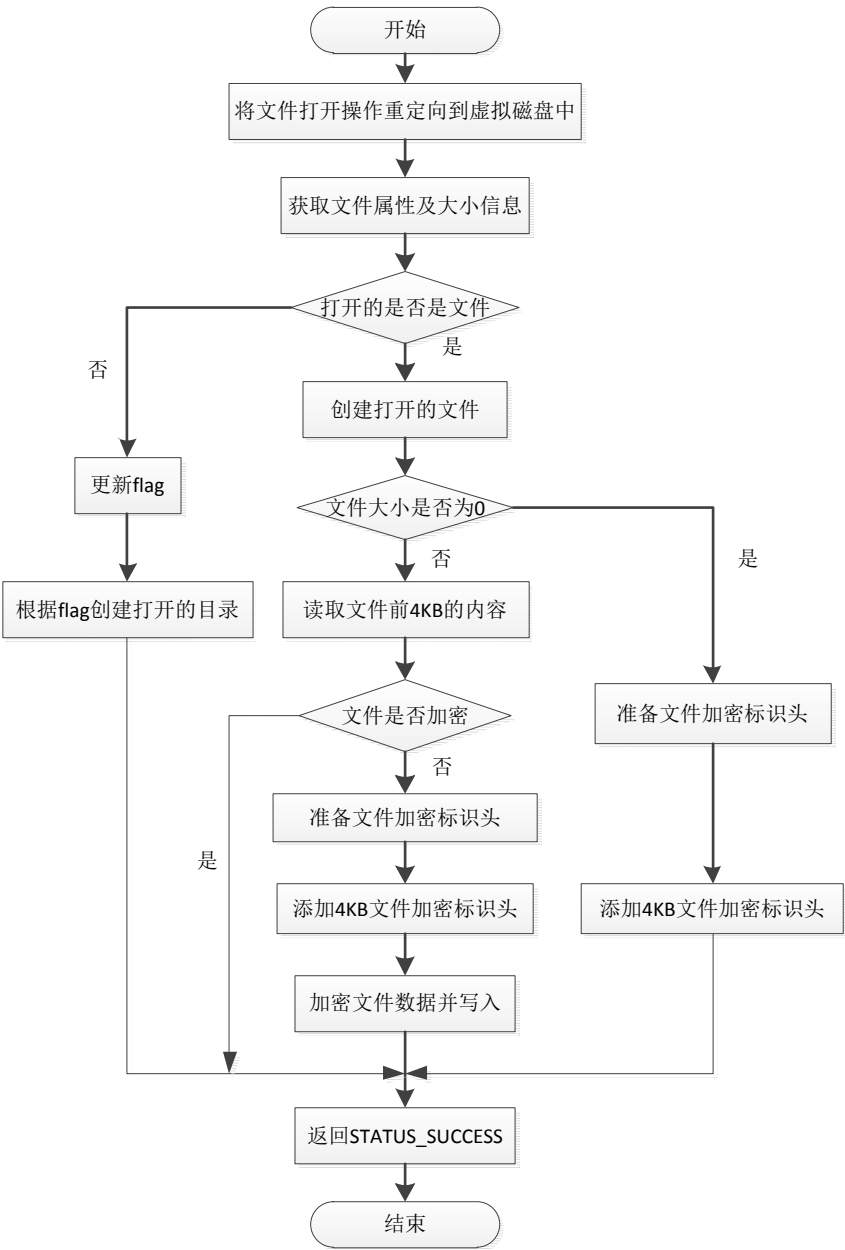 开始
将文件打开操作重定向到虚拟磁盘中
获取文件属性及大小信息
打开的是否是文件
是
否
创建打开的文件
更新flag
文件大小是否为0
否
是
根据flag创建打开的目录
读取文件前4KB的内容
文件是否加密
准备文件加密标识头
否
准备文件加密标识头
是
添加4KB文件加密标识头
添加4KB文件加密标识头
加密文件数据并写入
返回STATUS_SUCCESS
结束